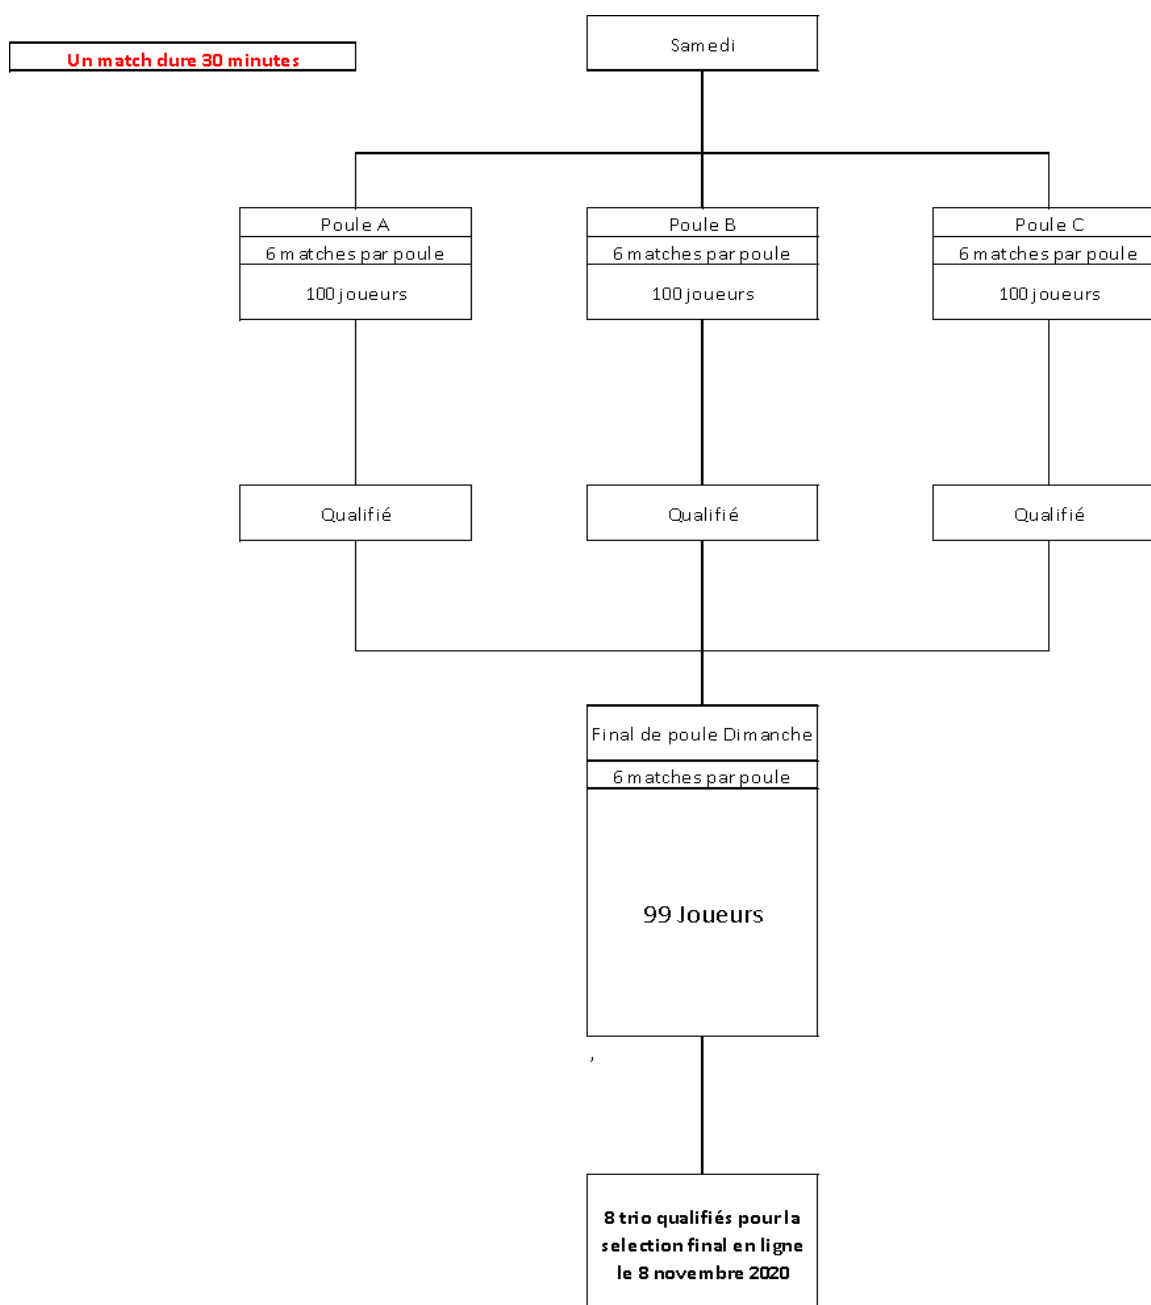 Samedi
Un match dure 30 minutes
Poule A
Poule B
Poule C
6 matches par poule
6 matches par poule
6 matches par poule
100 joueurs
100 joueurs
100 joueurs
Qualifié
Qualifié
Qualifié
Final de poule Dimanche
6 matches par poule
99 Joueurs
,
8 trio qualifiés pour la
selection final en ligne
le 8 novembre 2020